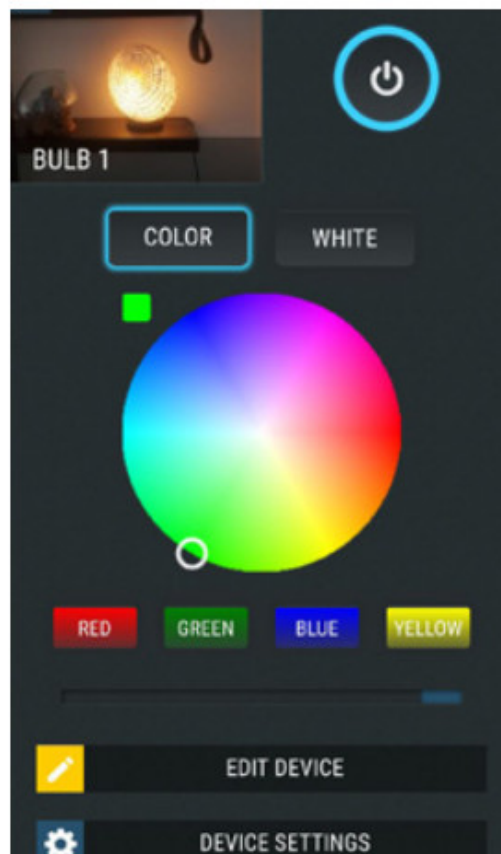 BULB 1
COLOR
WHITE
RED
GREEN
BLUE
YELLOW
EDIT DEVICE
DEVICE SETTINGS